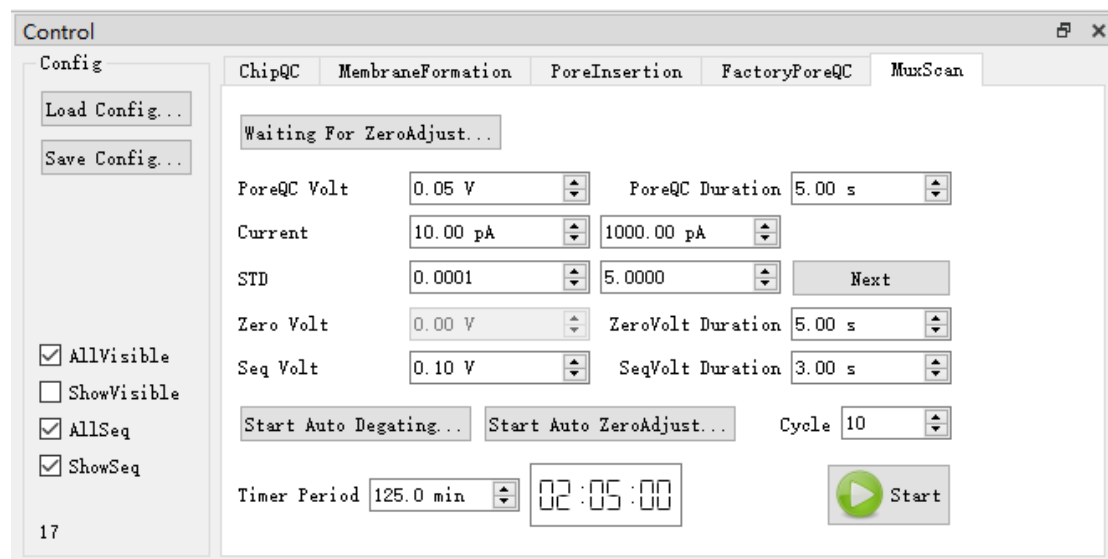 Control
Config
Load Config...
Save Config...
AllVisible
ShowVisible
AllSeq
ShowSeq
17
ChipQC MembraneFormation PoreInsertion FactoryPoreQC MuxScan
Waiting For ZeroAdjust...
PoreQC Volt 0.05 V PoreQC Duration 5.00 s
Current 10.00 pA 1000.00 pA
STD 0.0001 5.0000 Next
Zero Volt 0.00 V ZeroVolt Duration 5.00 s
Seq Volt 0.10 V SeqVolt Duration 3.00 s
Start Auto Degating... Start Auto ZeroAdjust... Cycle 10
Timer Period 125.0 min 02:05:00 Start